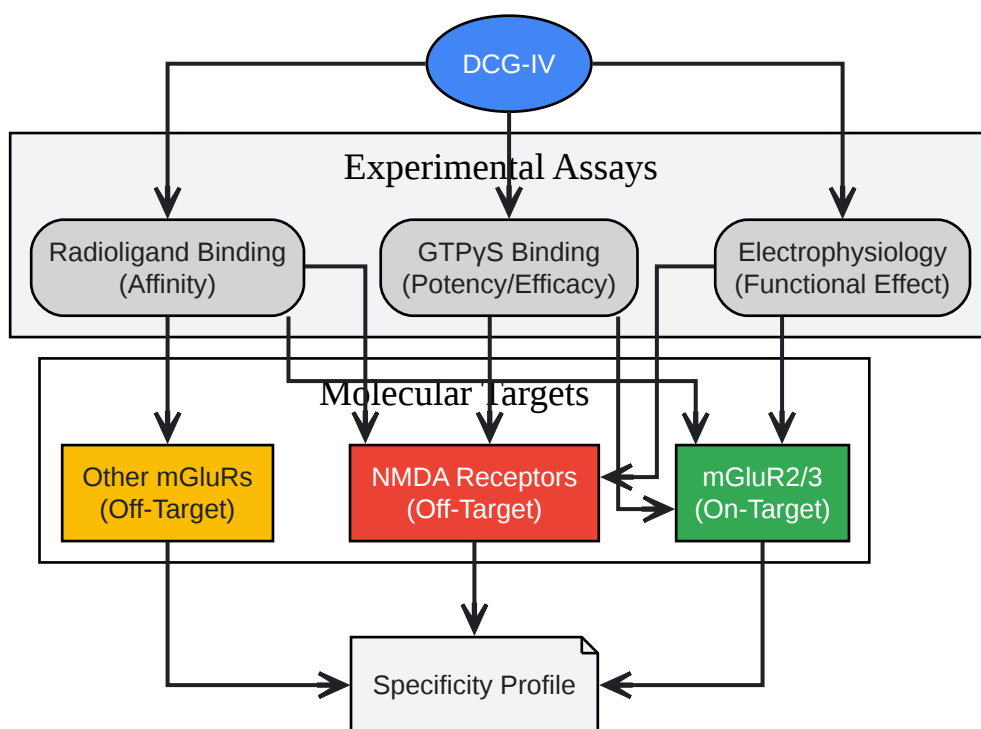 DCG-IV
Experimental Assays
Radioligand Binding
(Affinity)
GTPγS Binding
(Potency/Efficacy)
Electrophysiology
(Functional Effect)
Molecular Targets
Other mGluRs
(Off-Target)
NMDA Receptors
(Off-Target)
mGluR2/3
(On-Target)
Specificity Profile